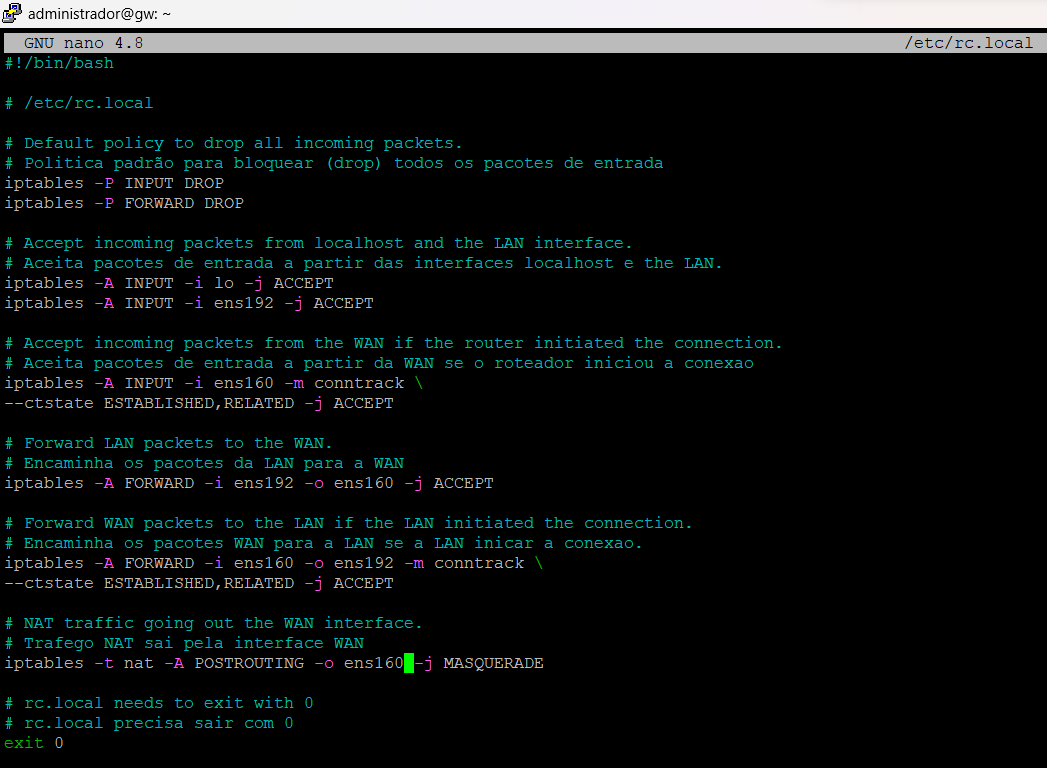 administrador@gw: ~
GNU nano 4.8 /etc/rc.local
#!/bin/bash
# /etc/rc.local
# Default policy to drop all incoming packets.
# Politica padrão para bloquear (drop) todos os pacotes de entrada
iptables -P INPUT DROP
iptables -P FORWARD DROP
# Accept incoming packets from localhost and the LAN interface.
# Aceita pacotes de entrada a partir das interfaces localhost e the LAN.
iptables -A INPUT -i lo -j ACCEPT
iptables -A INPUT -i ens192 -j ACCEPT
# Accept incoming packets from the WAN if the router initiated the connection.
# Aceita pacotes de entrada a partir da WAN se o roteador iniciou a conexao
iptables -A INPUT -i ens160 -m conntrack \
--ctstate ESTABLISHED,RELATED -j ACCEPT
# Forward LAN packets to the WAN.
# Encaminha os pacotes da LAN para a WAN
iptables -A FORWARD -i ens192 -o ens160 -j ACCEPT
# Forward WAN packets to the LAN if the LAN initiated the connection.
# Encaminha os pacotes WAN para a LAN se a LAN inicar a conexao.
iptables -A FORWARD -i ens160 -o ens192 -m conntrack \
--ctstate ESTABLISHED,RELATED -j ACCEPT
# NAT traffic going out the WAN interface.
# Trafego NAT sai pela interface WAN
iptables -t nat -A POSTROUTING -o ens160 -j MASQUERADE
# rc.local needs to exit with 0
# rc.local precisa sair com 0
exit 0